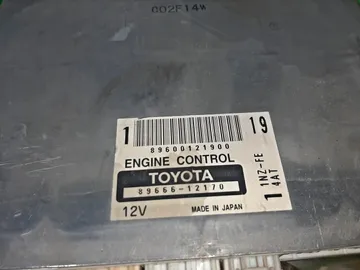 002F14W
1 19
89600121900
ENGINE CONTROL
TOYOTA
89666-12170
12V MADE IN JAPAN
1 1NZ-FE
4AT